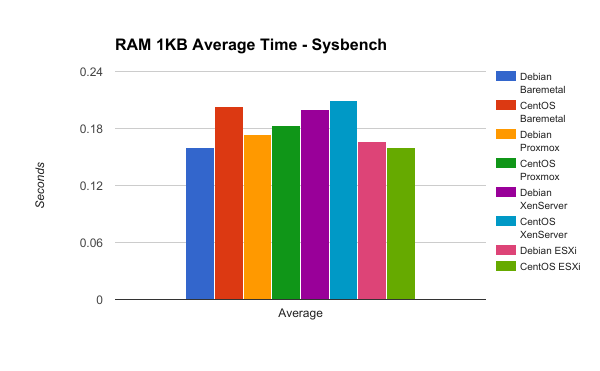 RAM 1KB Average Time - Sysbench
0.24
0.18
0.12
0.06
0
Seconds
Average
Debian
Baremetal
CentOS
Baremetal
Debian
Proxmox
CentOS
Proxmox
Debian
XenServer
CentOS
XenServer
Debian ESXi
CentOS ESXi